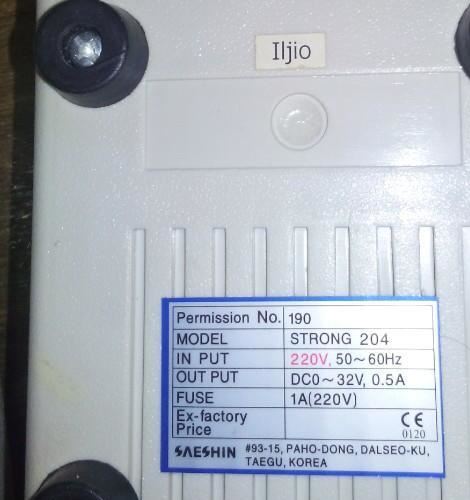 Iljio
Permission No. 190
MODEL STRONG 204
IN PUT 220V, 50~60Hz
OUT PUT DC0~32V, 0.5A
FUSE 1A(220V)
Ex-factory
Price
CE
0120
SAESHIN #93-15, PAHO-DONG, DALSEO-KU,
TAEGU, KOREA